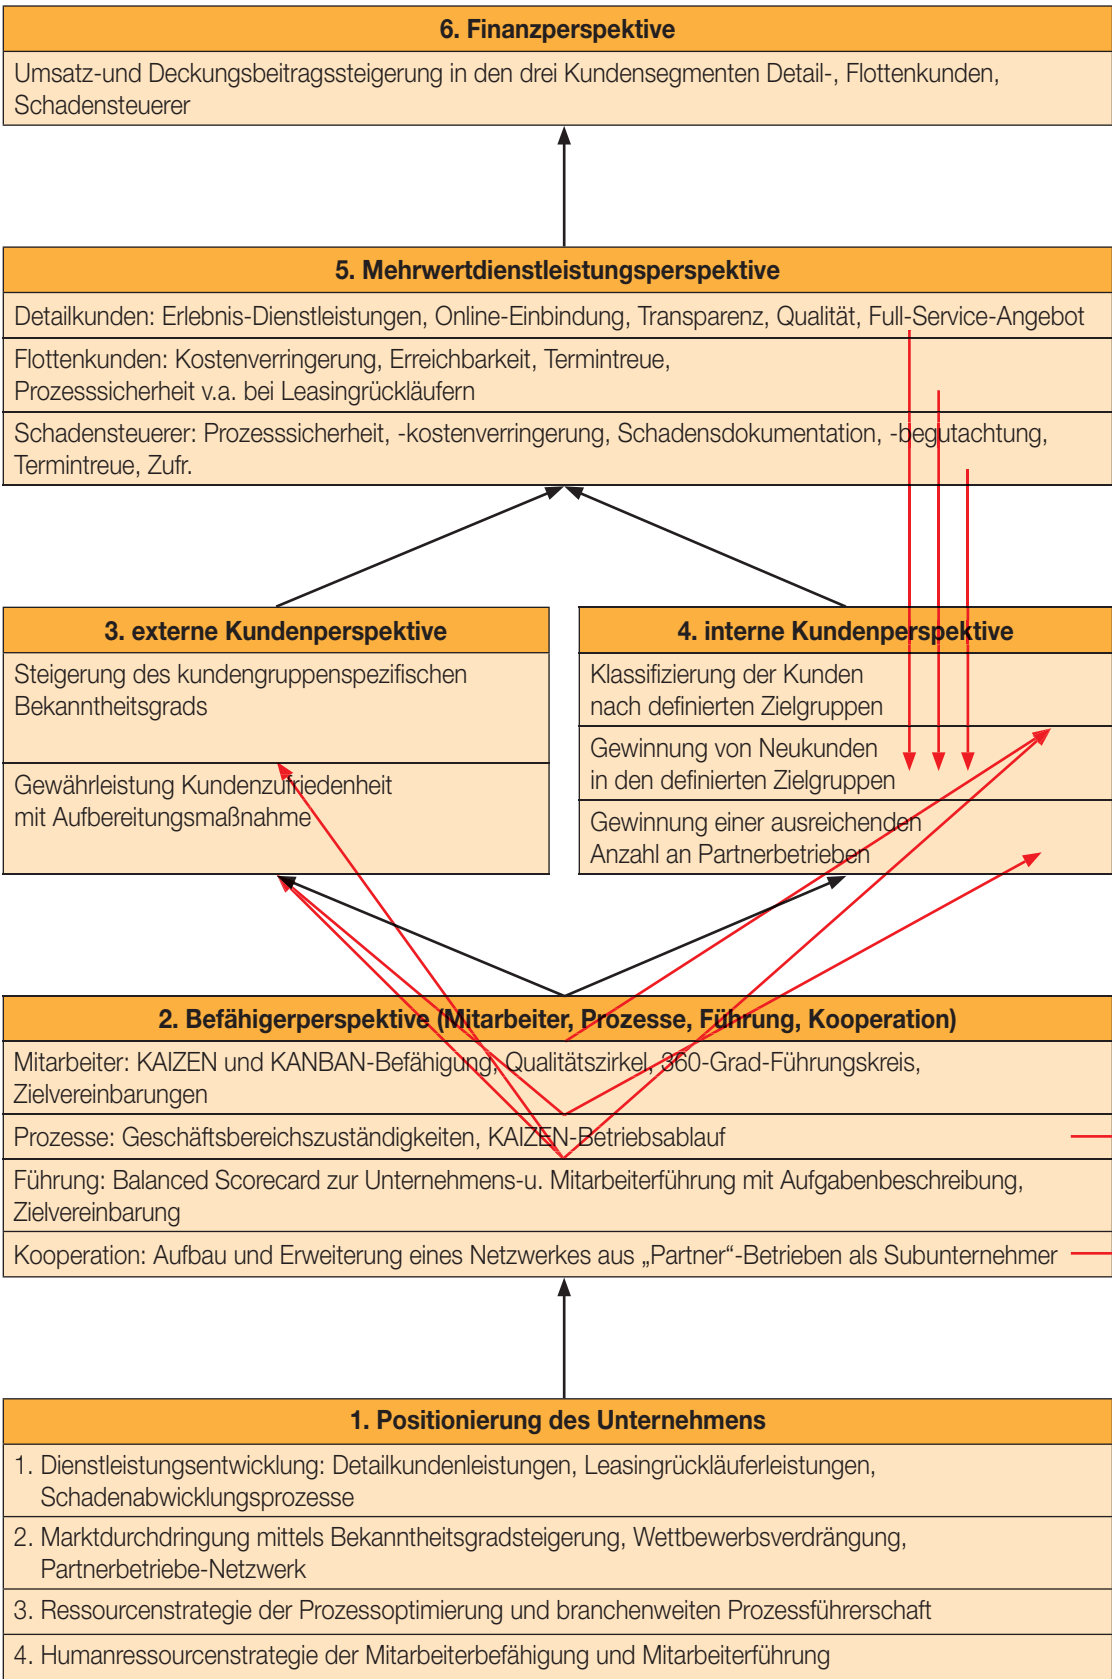 6. Finanzperspektive
Umsatz-und Deckungsbeitragssteigerung in den drei Kundensegmenten Detail-, Flottenkunden,
Schadensteuerer
5. Mehrwertdienstleistungsperspektive
Detailkunden: Erlebnis-Dienstleistungen, Online-Einbindung, Transparenz, Qualität, Full-Service-Angebot
Flottenkunden: Kostenverringerung, Erreichbarkeit, Termintreue,
Prozesssicherheit v.a. bei Leasingrückläufern
Schadensteuerer: Prozesssicherheit, -kostenverringerung, Schadensdokumentation, -begutachtung,
Termintreue, Zufr.
3. externe Kundenperspektive
Steigerung des kundengruppenspezifischen
Bekanntheitsgrads
Gewährleistung Kundenzufriedenheit
mit Aufbereitungsmaßnahme
4. interne Kundenperspektive
Klassifizierung der Kunden
nach definierten Zielgruppen
Gewinnung von Neukunden
in den definierten Zielgruppen
Gewinnung einer ausreichenden
Anzahl an Partnerbetrieben
2. Befähigerperspektive (Mitarbeiter, Prozesse, Führung, Kooperation)
Mitarbeiter: KAIZEN und KANBAN-Befähigung, Qualitätszirkel, 360-Grad-Führungskreis,
Zielvereinbarungen
Prozesse: Geschäftsbereichszuständigkeiten, KAIZEN-Betriebsablauf
Führung: Balanced Scorecard zur Unternehmens-u. Mitarbeiterführung mit Aufgabenbeschreibung,
Zielvereinbarung
Kooperation: Aufbau und Erweiterung eines Netzwerkes aus „Partner“-Betrieben als Subunternehmer
1. Positionierung des Unternehmens
1. Dienstleistungsentwicklung: Detailkundenleistungen, Leasingrückläuferleistungen,
Schadenabwicklungsprozesse
2. Marktdurchdringung mittels Bekanntheitsgradsteigerung, Wettbewerbsverdrängung,
Partnerbetriebe-Netzwerk
3. Ressourcenstrategie der Prozessoptimierung und branchenweiten Prozessführerschaft
4. Humanressourcenstrategie der Mitarbeiterbefähigung und Mitarbeiterführung